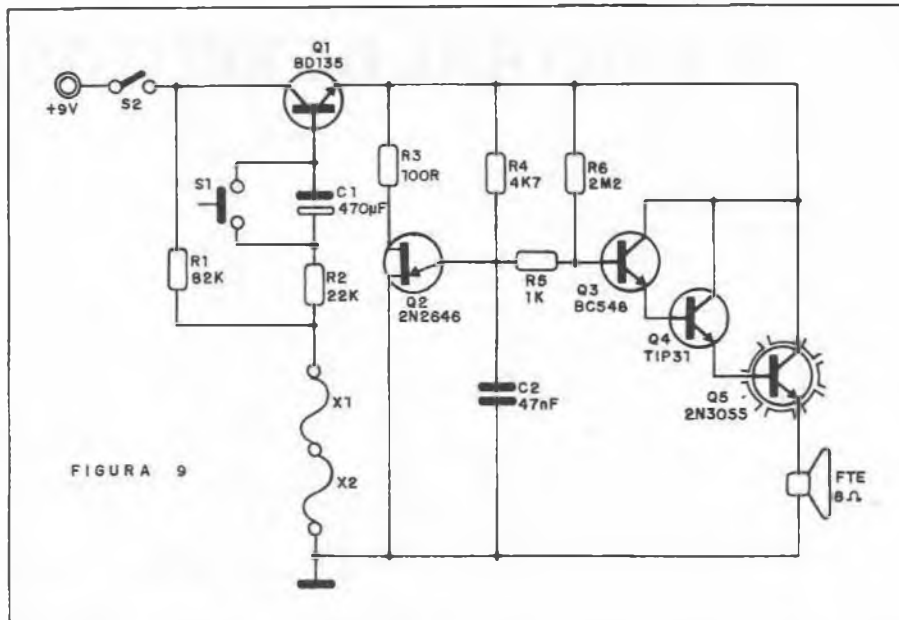 Q1
BD135
+9V
S2
R3
100R
R4
4K7
R6
2M2
S1
C1
470µF
R1
82K
R2
22K
Q2
2N2646
R5
1K
Q3
BC548
Q4
TIP31
C2
47nF
Q5
2N3055
X1
X2
FIGURA 9
FTE
8Ω